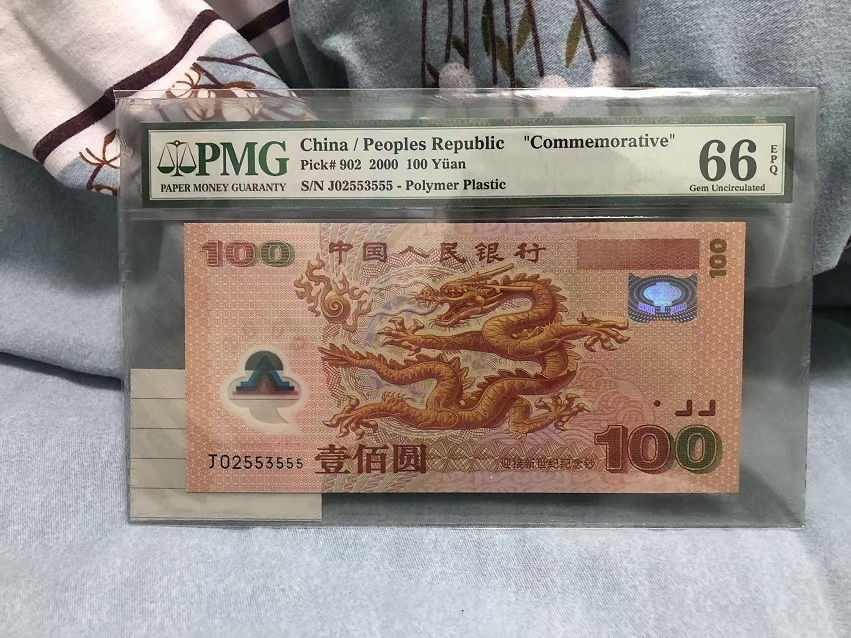 PMG
PAPER MONEY GUARANTY
China / Peoples Republic "Commemorative"
Pick# 902 2000 100 Yüan
S/N J02553555 - Polymer Plastic
66
EPQ
Gem Uncirculated
100
中国人民银行
100
J02553555
壹佰圆
迎接新世纪纪念钞
100